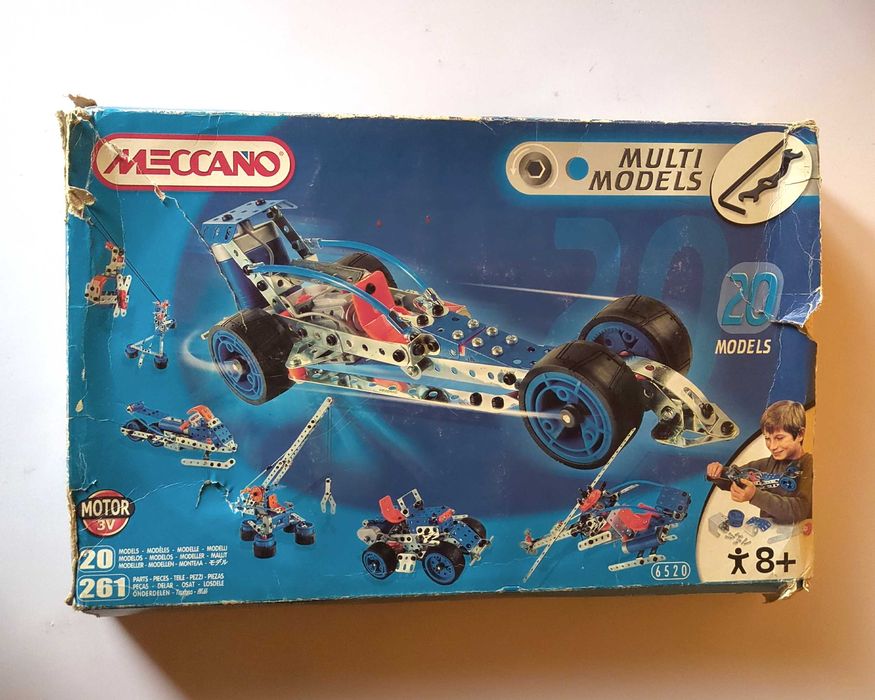 MECCANO
MULTI
MODELS
20
MODELS
MOTOR
3V
20
MODELS - MODÈLES - MODELLE - MODELLI
MODELOS - MODELOS - MODELLER - MALLIT
MODELLER - MODELLEN - ΜΟΝΤΕΛΑ - モデル
261
PARTS - PIECES - TEILE - PEZZI - PIEZAS
PEÇAS - DELAR - OSAT - LOSDELE
ONDERDELEN
6520
8+